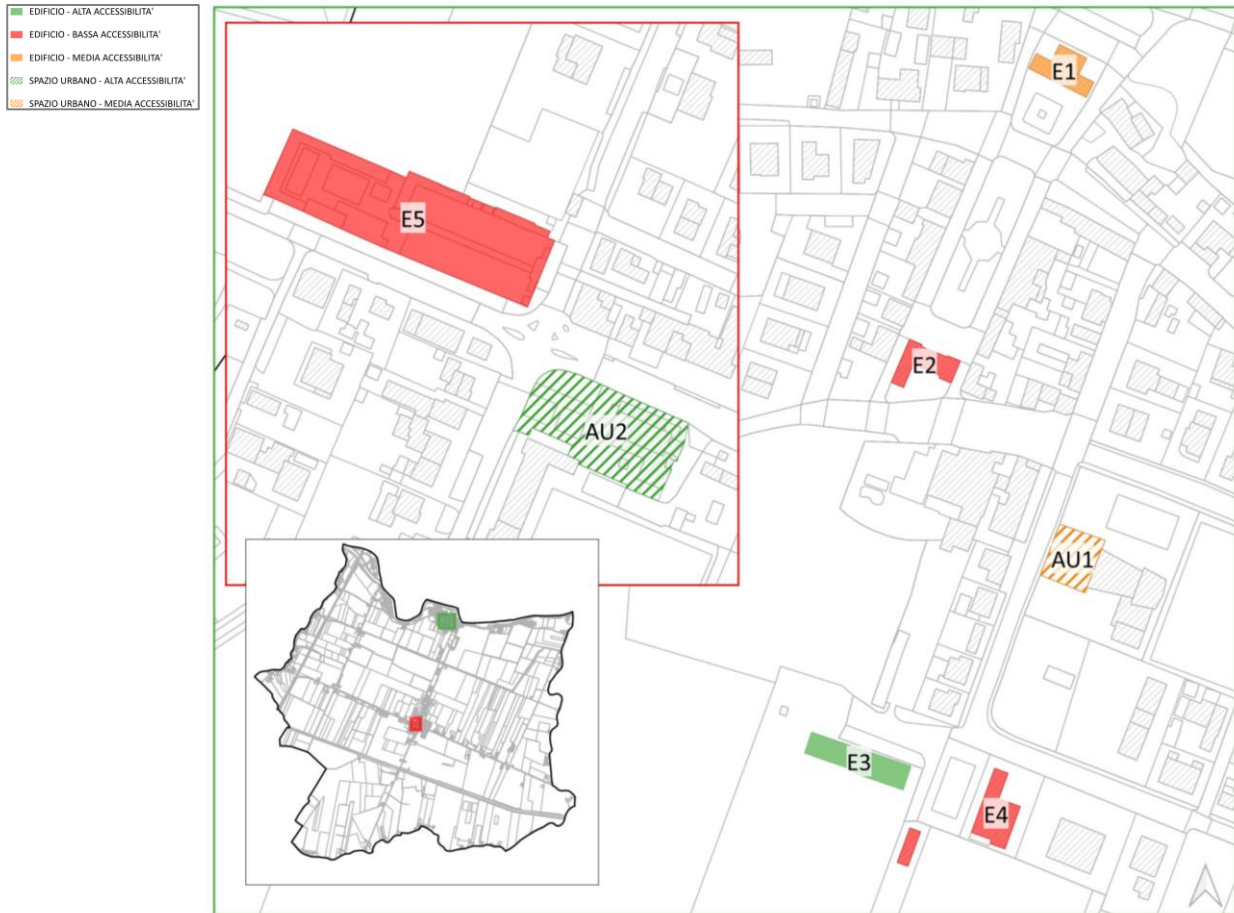 EDIFICIO - ALTA ACCESSIBILITA'
EDIFICIO - BASSA ACCESSIBILITA'
EDIFICIO - MEDIA ACCESSIBILITA'
SPAZIO URBANO - ALTA ACCESSIBILITA'
SPAZIO URBANO - MEDIA ACCESSIBILITA'
E1
E5
E2
AU2
AU1
E3
E4